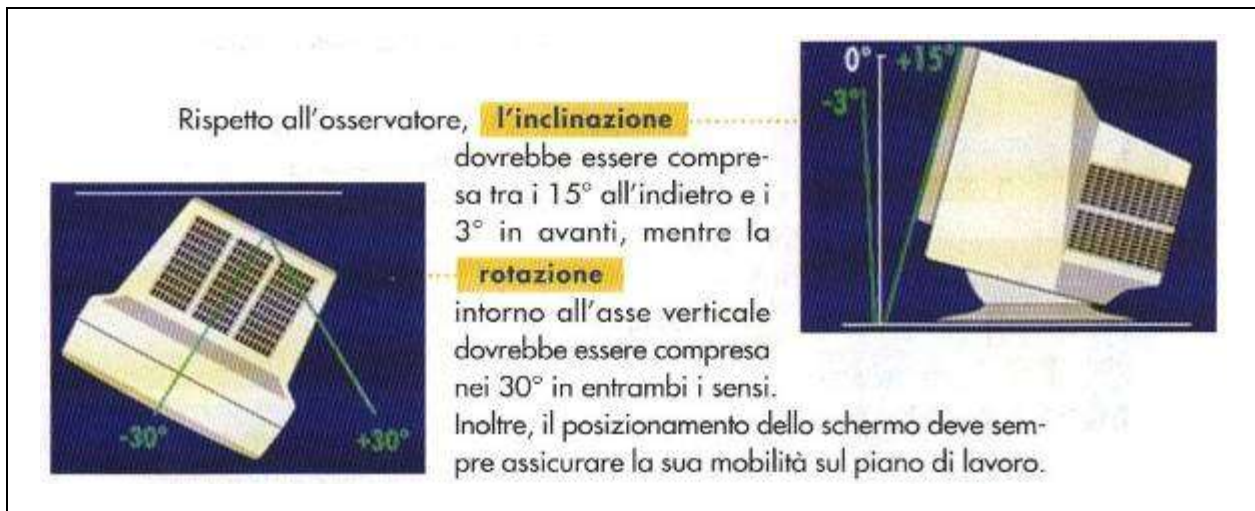 Rispetto all'osservatore, l'inclinazione
dovrebbe essere compre-
sa tra i 15° all'indietro e i
3° in avanti, mentre la
rotazione
intorno all'asse verticale
dovrebbe essere compresa
nei 30° in entrambi i sensi.
Inoltre, il posizionamento dello schermo deve sem-
pre assicurare la sua mobilità sul piano di lavoro.
0° +15°
-3°
-30° +30°